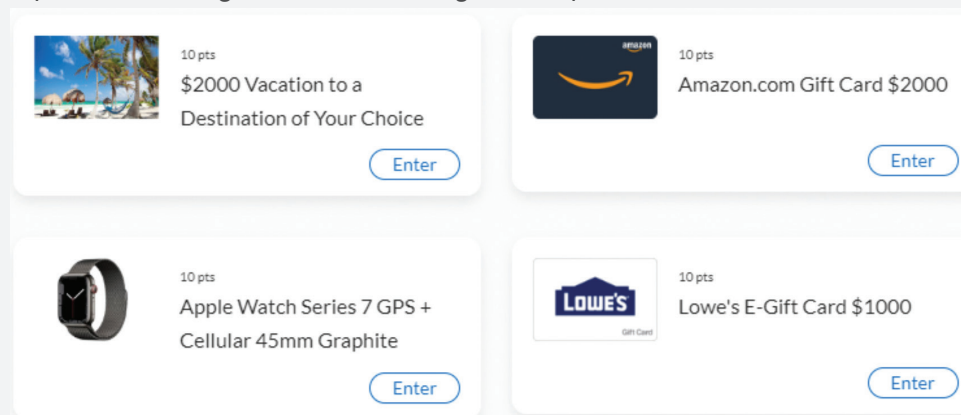 10 pts
$2000 Vacation to a
Destination of Your Choice
Enter
amazon
10 pts
Amazon.com Gift Card $2000
Enter
10 pts
Apple Watch Series 7 GPS +
Cellular 45mm Graphite
Enter
LOWE'S
Gift Card
10 pts
Lowe's E-Gift Card $1000
Enter